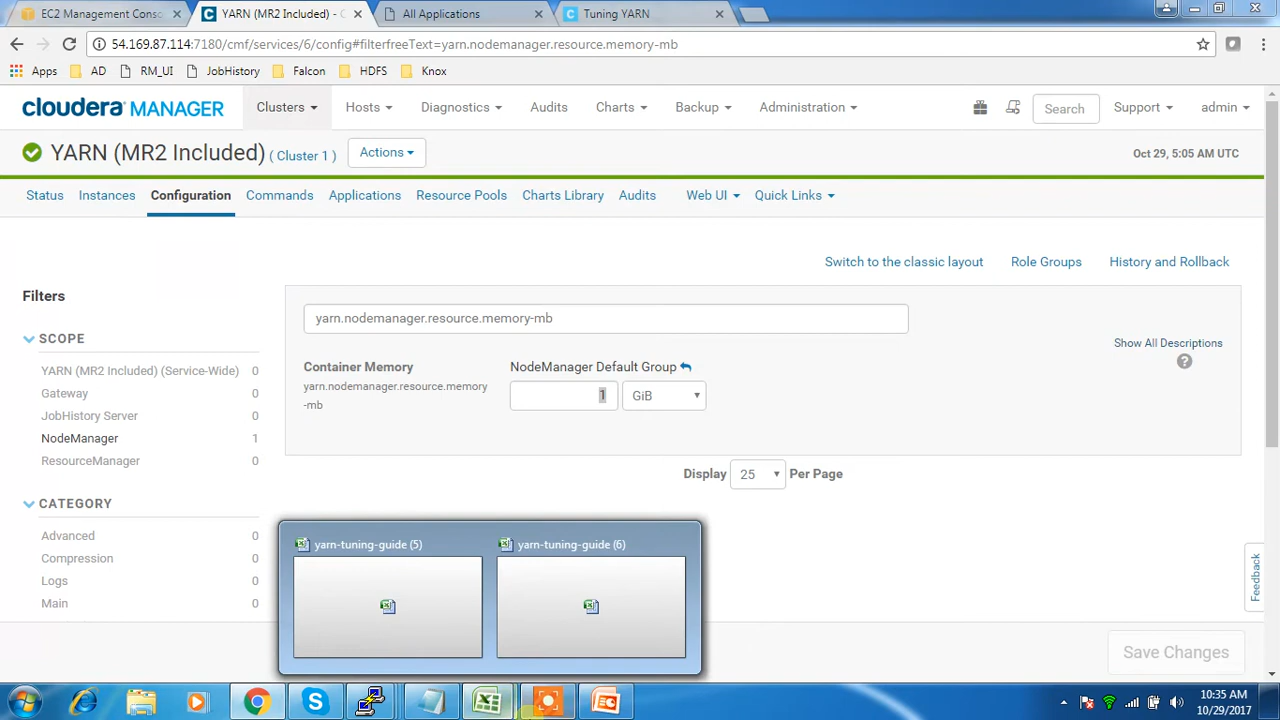 EC2 Management Consc
YARN (MR2 Included) - C
All Applications
Tuning YARN
54.169.87.114:7180/cmf/services/6/config#filterfreeText=yarn.nodemanager.resource.memory-mb
Apps AD RM_UI JobHistory Falcon HDFS Knox
cloudera MANAGER Clusters Hosts Diagnostics Audits Charts Backup Administration Search Support admin
YARN (MR2 Included) ( Cluster 1 ) Actions Oct 29, 5:05 AM UTC
Status Instances Configuration Commands Applications Resource Pools Charts Library Audits Web UI Quick Links
Switch to the classic layout Role Groups History and Rollback
Filters
yarn.nodemanager.resource.memory-mb
SCOPE
Show All Descriptions
YARN (MR2 Included) (Service-Wide) 0
Container Memory NodeManager Default Group
yarn.nodemanager.resource.memory
-mb
1 GiB
Gateway 0
JobHistory Server 0
NodeManager 1
ResourceManager 0
Display 25 Per Page
CATEGORY
Advanced 0
Compression 0
Logs 0
Main 0
yarn-tuning-guide (5) yarn-tuning-guide (6)
Feedback
Save Changes
10:35 AM
10/29/2017